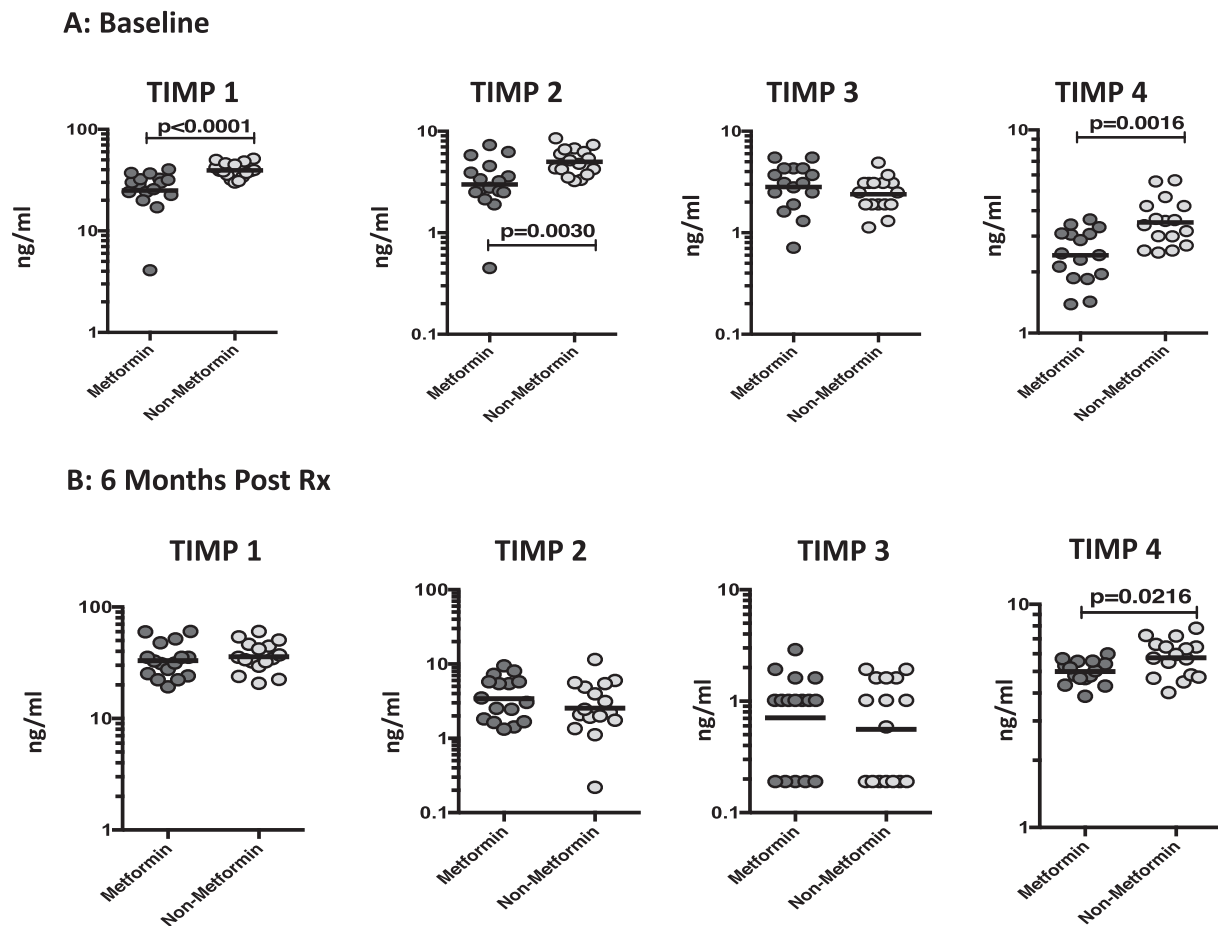 A: Baseline
TIMP 1
TIMP 2
TIMP 3
TIMP 4
p<0.0001
p=0.0030
p=0.0016
100
10
1
ng/ml
Metformin
Non-Metformin
10
1
0.1
ng/ml
Metformin
Non-Metformin
10
1
0.1
ng/ml
Metformin
Non-Metformin
10
1
ng/ml
Metformin
Non-Metformin
B: 6 Months Post Rx
TIMP 1
TIMP 2
TIMP 3
TIMP 4
p=0.0216
100
10
1
ng/ml
Metformin
Non-Metformin
100
10
1
0.1
ng/ml
Metformin
Non-Metformin
10
1
0.1
ng/ml
Metformin
Non-Metformin
10
1
ng/ml
Metformin
Non-Metformin